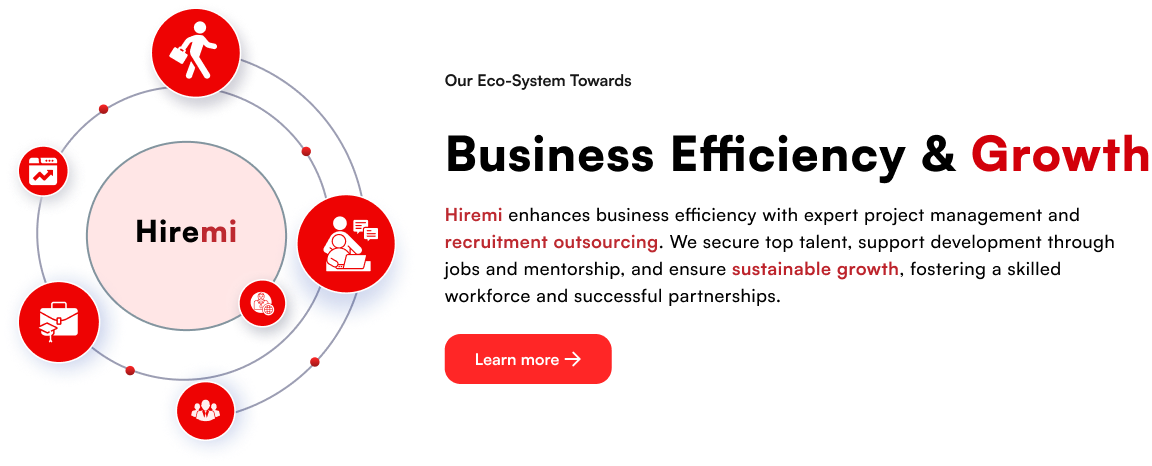 Hiremi
Our Eco-System Towards
Business Efficiency & Growth
Hiremi enhances business efficiency with expert project management and
recruitment outsourcing. We secure top talent, support development through
jobs and mentorship, and ensure sustainable growth, fostering a skilled
workforce and successful partnerships.
Learn more →